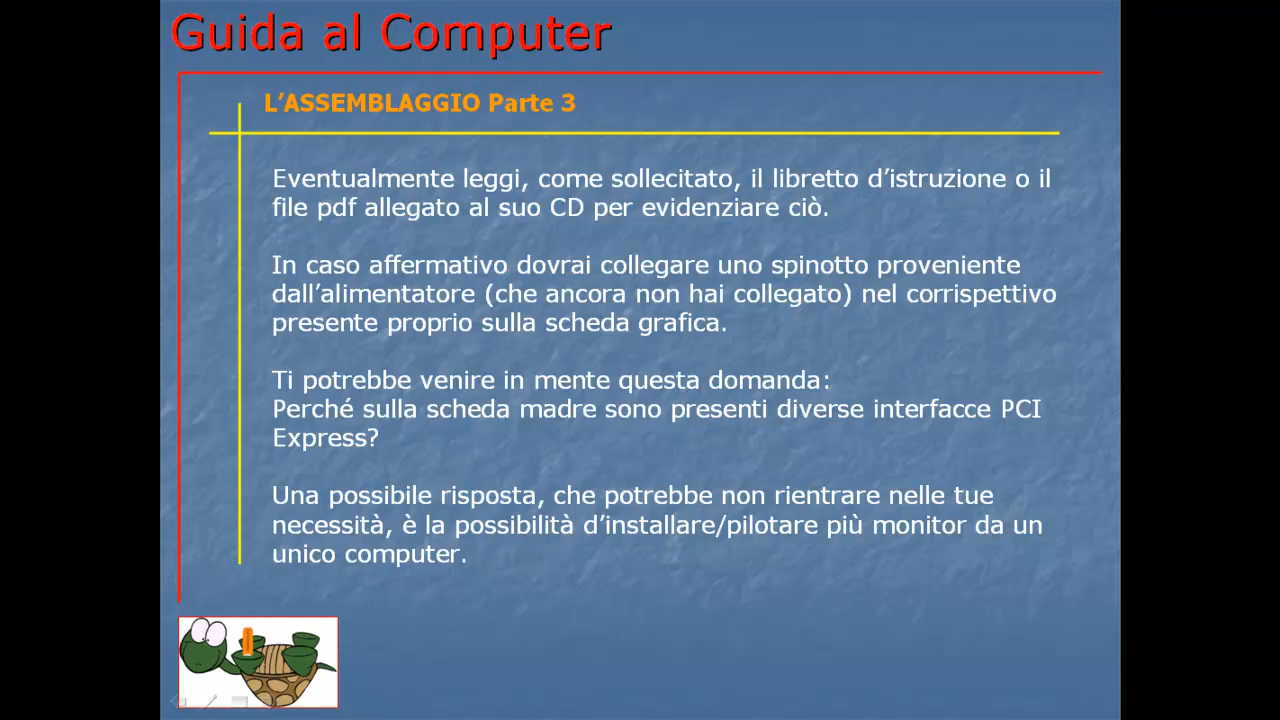 Guida al Computer
L’ASSEMBLAGGIO Parte 3
Eventualmente leggi, come sollecitato, il libretto d’istruzione o il
file pdf allegato al suo CD per evidenziare ciò.
In caso affermativo dovrai collegare uno spinotto proveniente
dall’alimentatore (che ancora non hai collegato) nel corrispettivo
presente proprio sulla scheda grafica.
Ti potrebbe venire in mente questa domanda:
Perché sulla scheda madre sono presenti diverse interfacce PCI
Express?
Una possibile risposta, che potrebbe non rientrare nelle tue
necessità, è la possibilità d’installare/pilotare più monitor da un
unico computer.